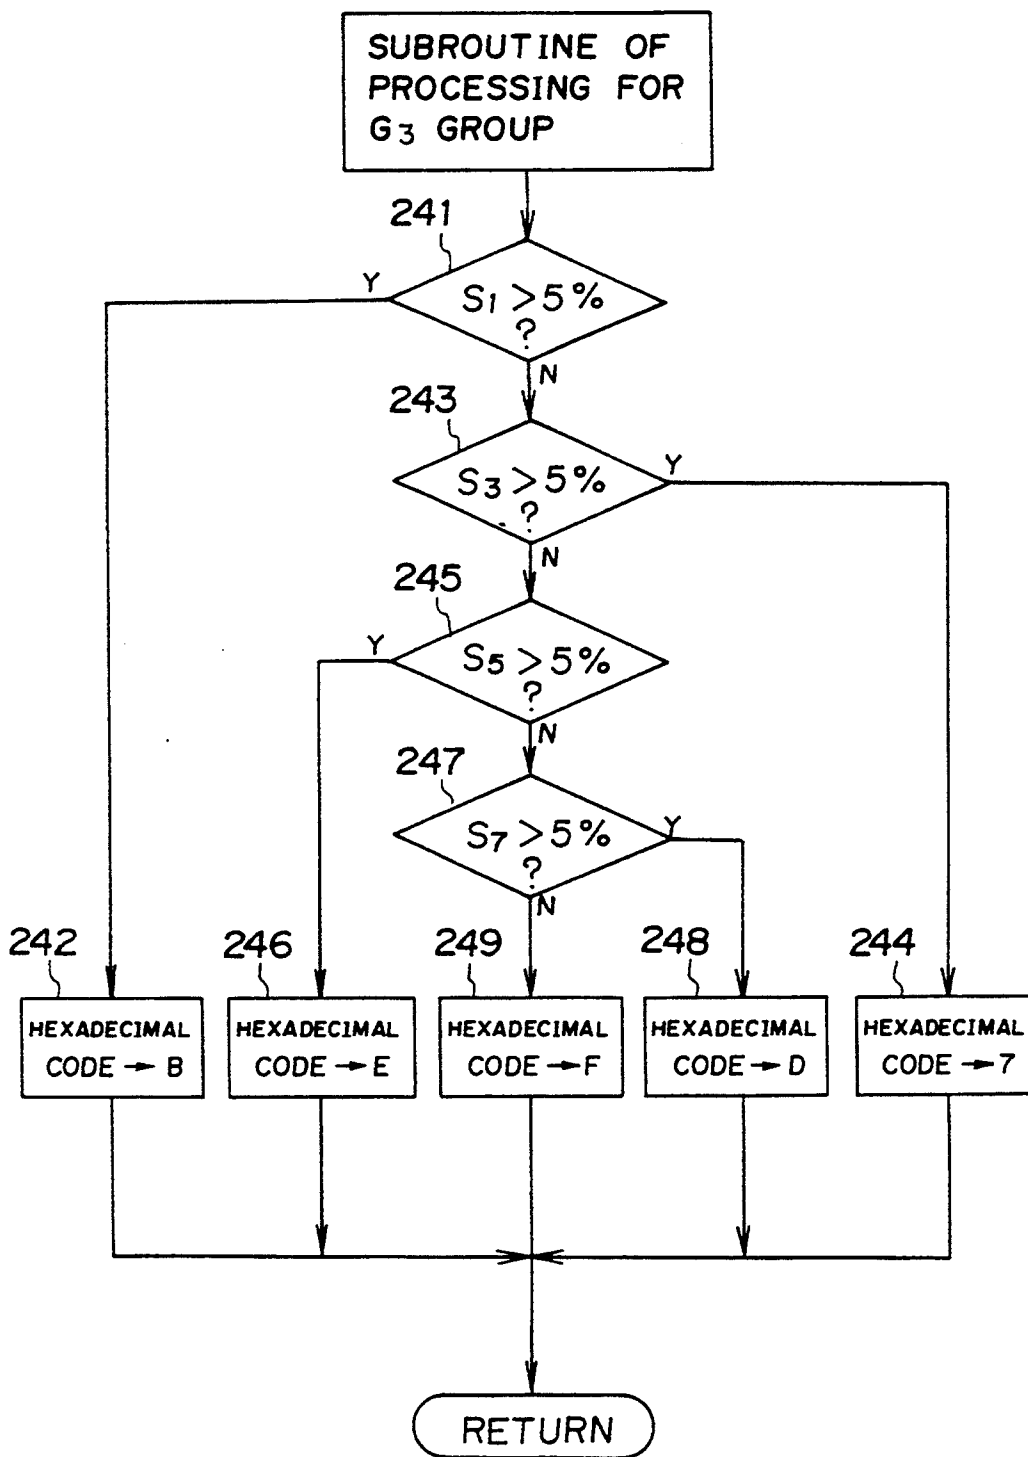 SUBROUTINE OF
PROCESSING FOR
G3 GROUP
241
Y
S1 > 5%
?
N
243
Y
S3 > 5%
?
N
245
Y
S5 > 5%
?
N
247
Y
S7 > 5%
?
N
242
HEXADECIMAL
CODE → B
246
HEXADECIMAL
CODE → E
249
HEXADECIMAL
CODE → F
248
HEXADECIMAL
CODE → D
244
HEXADECIMAL
CODE → 7
RETURN